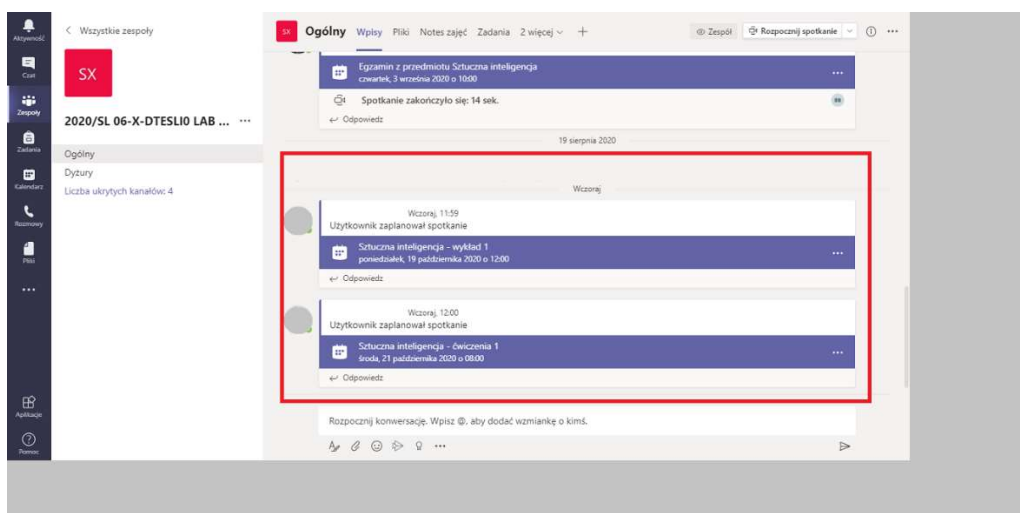 Aktywność
Czat
Zespoły
Zadania
Kalendarz
Rozmowy
Pliki
Aplikacje
Pomoc
< Wszystkie zespoły
SX
2020/SL 06-X-DTESLI0 LAB ... ···
Ogólny
Dyżury
Liczba ukrytych kanałów: 4
SX Ogólny Wpisy Pliki Notes zajęć Zadania 2 więcej +
Zespół Rozpocznij spotkanie
Egzamin z przedmiotu Sztuczna inteligencja
czwartek, 3 września 2020 o 10:00
Spotkanie zakończyło się: 14 sek.
Odpowiedz
19 sierpnia 2020
Wczoraj
Wczoraj, 11:59
Użytkownik zaplanował spotkanie
Sztuczna inteligencja - wykład 1
poniedziałek, 19 października 2020 o 12:00
Odpowiedz
Wczoraj, 12:00
Użytkownik zaplanował spotkanie
Sztuczna inteligencja - ćwiczenia 1
środa, 21 października 2020 o 08:00
Odpowiedz
Rozpocznij konwersację. Wpisz @, aby dodać wzmiankę o kimś.